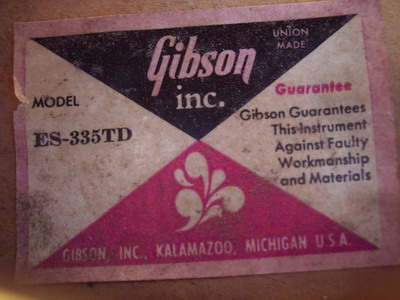 Gibson
inc.
UNION
MADE
MODEL
ES-335TD
Guarantee
Gibson Guarantees
This Instrument
Against Faulty
Workmanship
and Materials
GIBSON, INC., KALAMAZOO, MICHIGAN U.S.A.